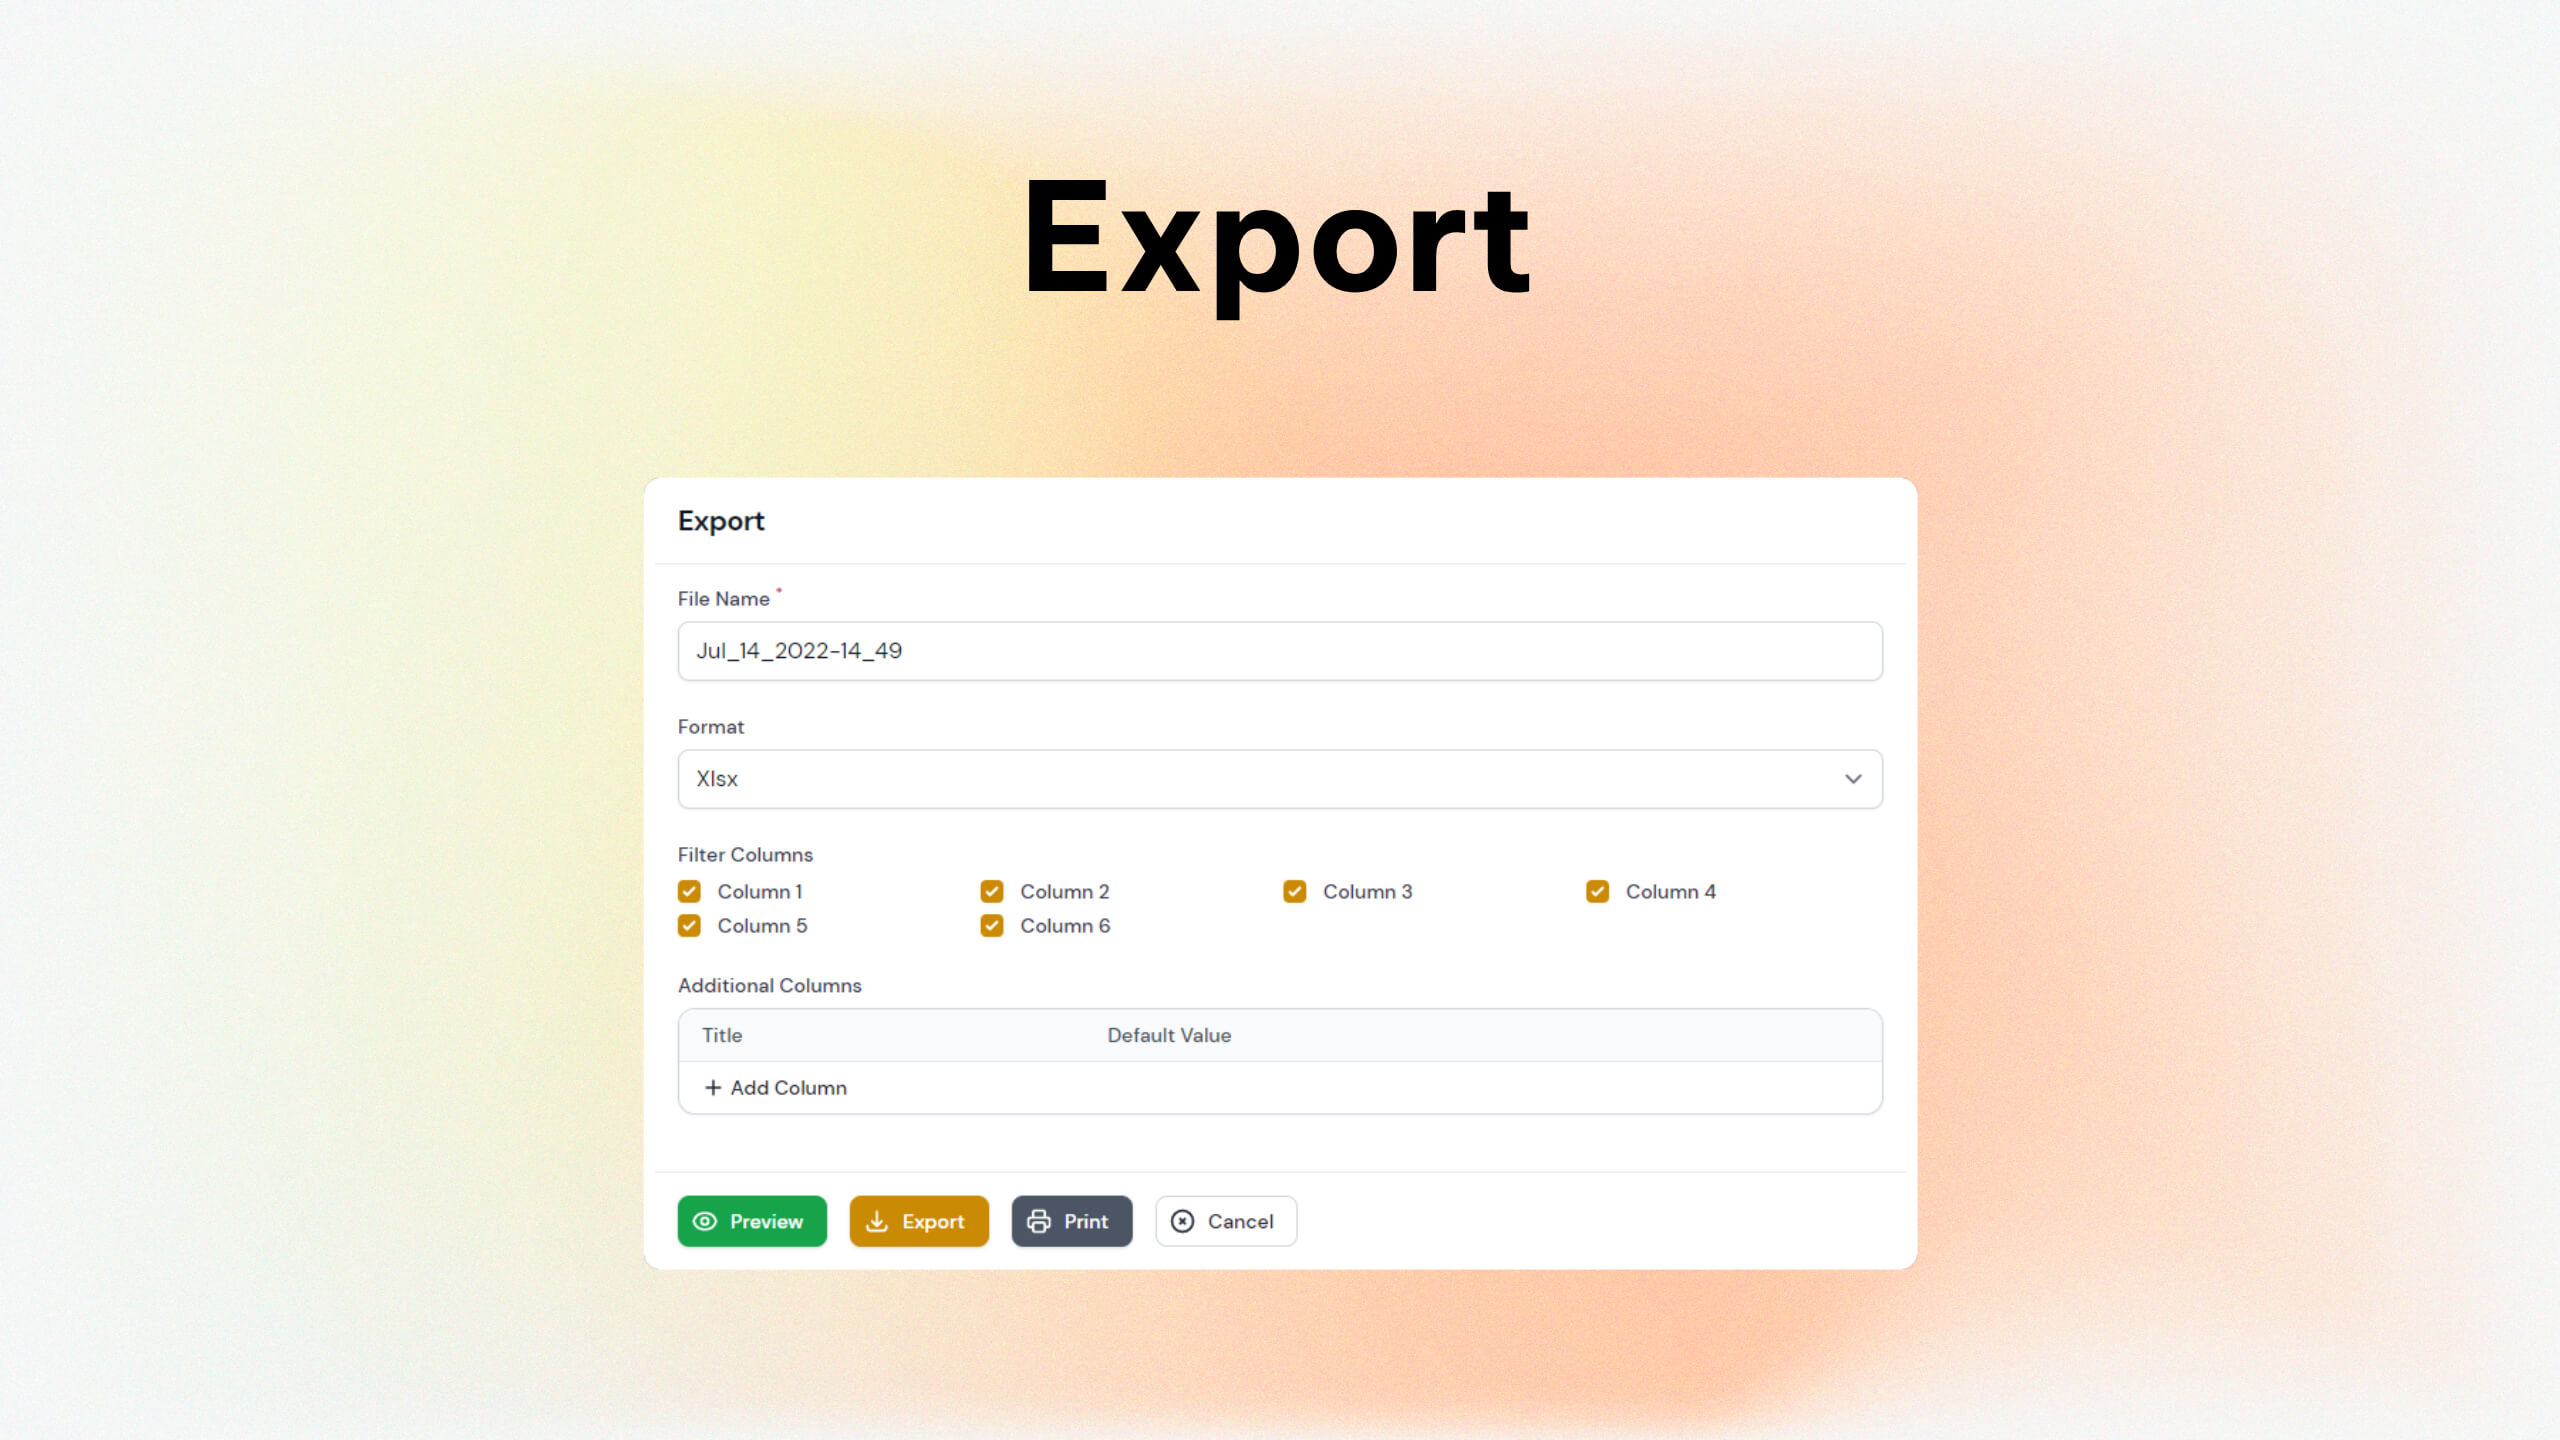 Export
Export
File Name *
Jul_14_2022-14_49
Format
Xlsx
Filter Columns
Column 1 Column 2 Column 3 Column 4
Column 5 Column 6
Additional Columns
Title Default Value
+ Add Column
Preview Export Print Cancel